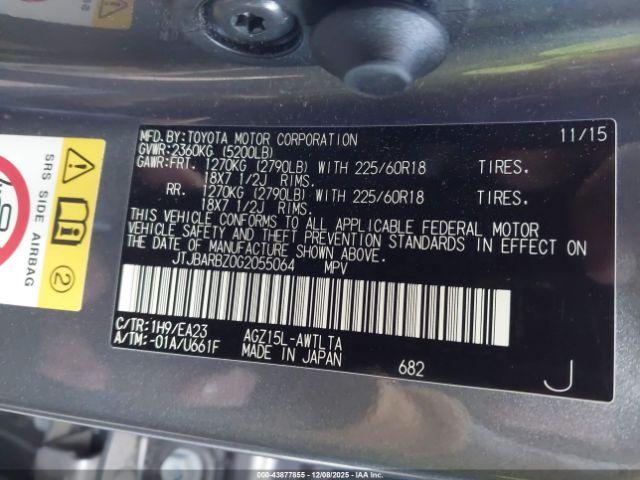 MFD.BY:TOYOTA MOTOR CORPORATION 11/15
GVWR:2360KG (5200LB)
GAWR:FRT. 1270KG (2790LB) WITH 225/60R18 TIRES.
18X7 1/2J RIMS.
RR. 1270KG (2790LB) WITH 225/60R18 TIRES.
18X7 1/2J RIMS.
THIS VEHICLE CONFORMS TO ALL APPLICABLE FEDERAL MOTOR
VEHICLE SAFETY AND THEFT PREVENTION STANDARDS IN EFFECT ON
THE DATE OF MANUFACTURE SHOWN ABOVE.
JTJBARBZ0G2055064 MPV
C/TR:1H9/EA23 AGZ15L-AWTLTA
A/TM:-01A/U661F MADE IN JAPAN 682 J
SRS SIDE AIRBAG
2
000-43877855 - 12/08/2025 - IAAI.COM